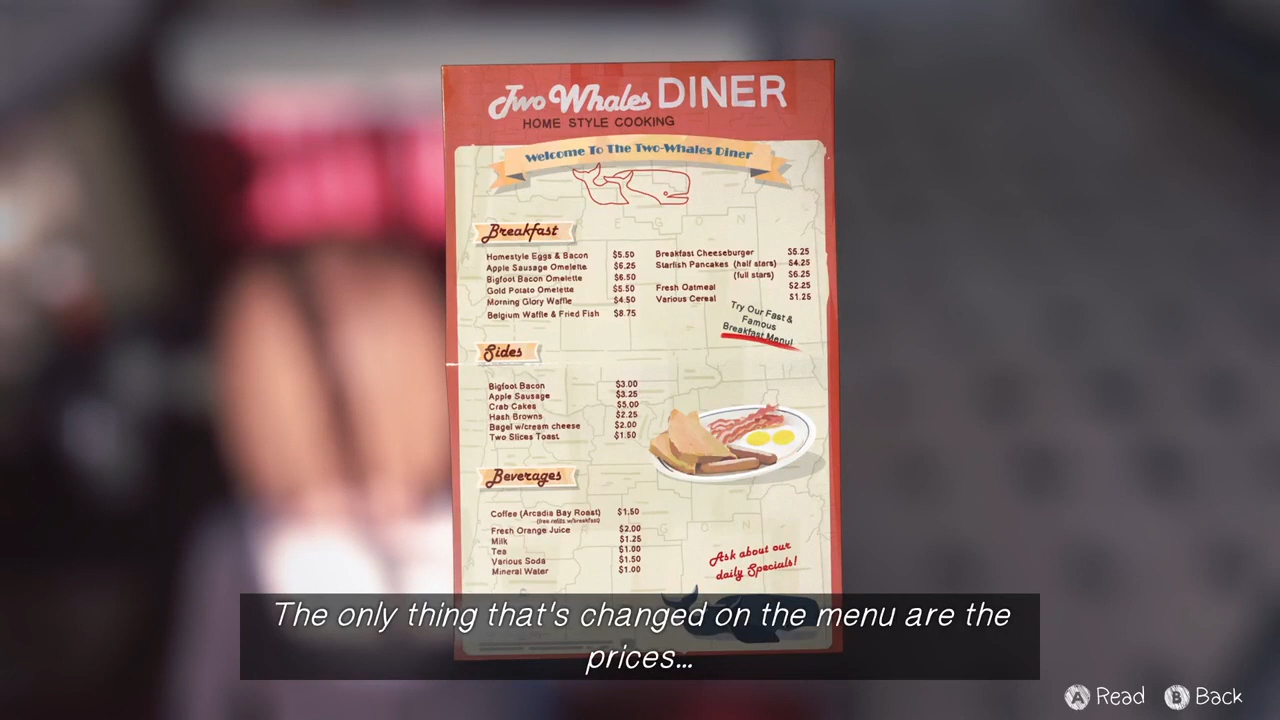 Two Whales DINER
HOME STYLE COOKING
Welcome To The Two-Whales Diner
Breakfast
Homestyle Eggs & Bacon $5.50
Apple Sausage Omelette $6.25
Bigfoot Bacon Omelette $6.50
Gold Potato Omelette $5.50
Morning Glory Waffle $4.50
Belgium Waffle & Fried Fish $8.75
Breakfast Cheeseburger $5.25
Starfish Pancakes (half stars) $4.25
(full stars) $6.25
Fresh Oatmeal $2.25
Various Cereal $1.25
Try Our Fast &
Famous
Breakfast Menu!
Sides
Bigfoot Bacon $3.00
Apple Sausage $3.25
Crab Cakes $5.00
Hash Browns $2.25
Bagel w/cream cheese $2.00
Two Slices Toast $1.50
Beverages
Coffee (Arcadia Bay Roast) $1.50
(free refills w/breakfast)
Fresh Orange Juice $2.00
Milk $1.25
Tea $1.00
Various Soda $1.50
Mineral Water $1.00
Ask about our
daily Specials!
EGON
GON
The only thing that's changed on the menu are the
prices...
A Read B Back